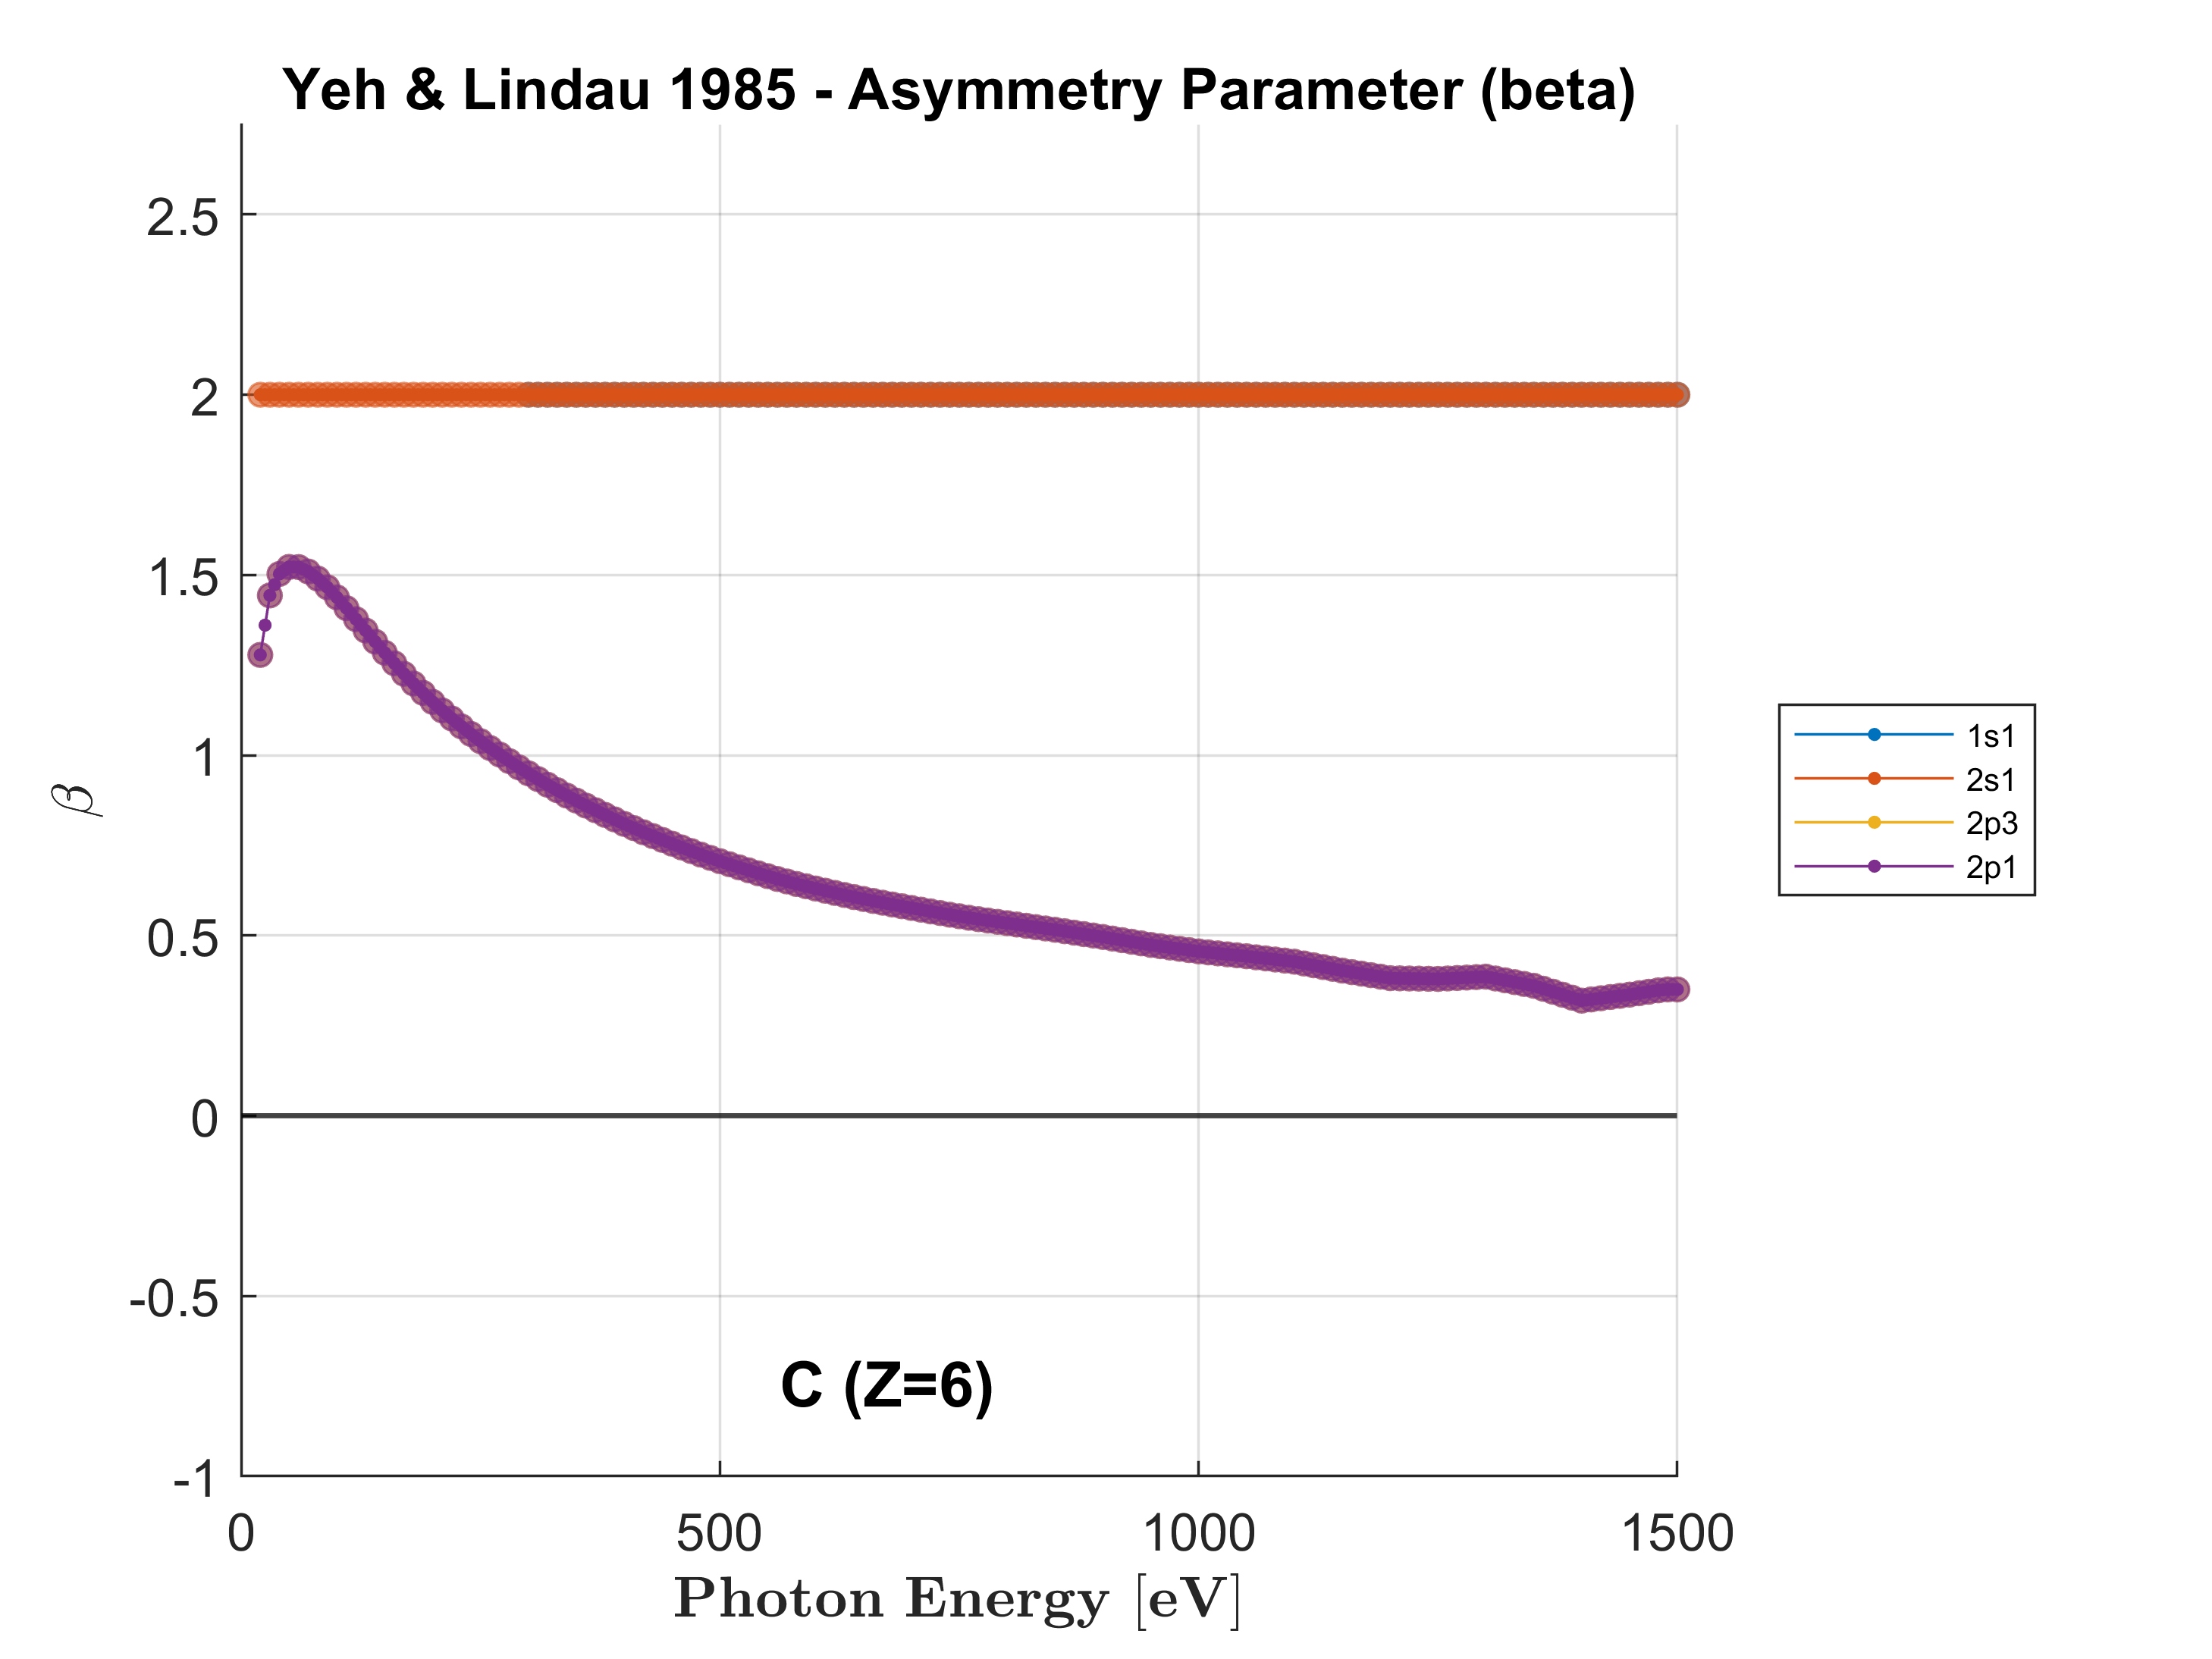 Yeh & Lindau 1985 - Asymmetry Parameter (beta)
2.5
2
1.5
1
0.5
0
-0.5
-1
β
1s1
2s1
2p3
2p1
C (Z=6)
0 500 1000 1500
Photon Energy [eV]